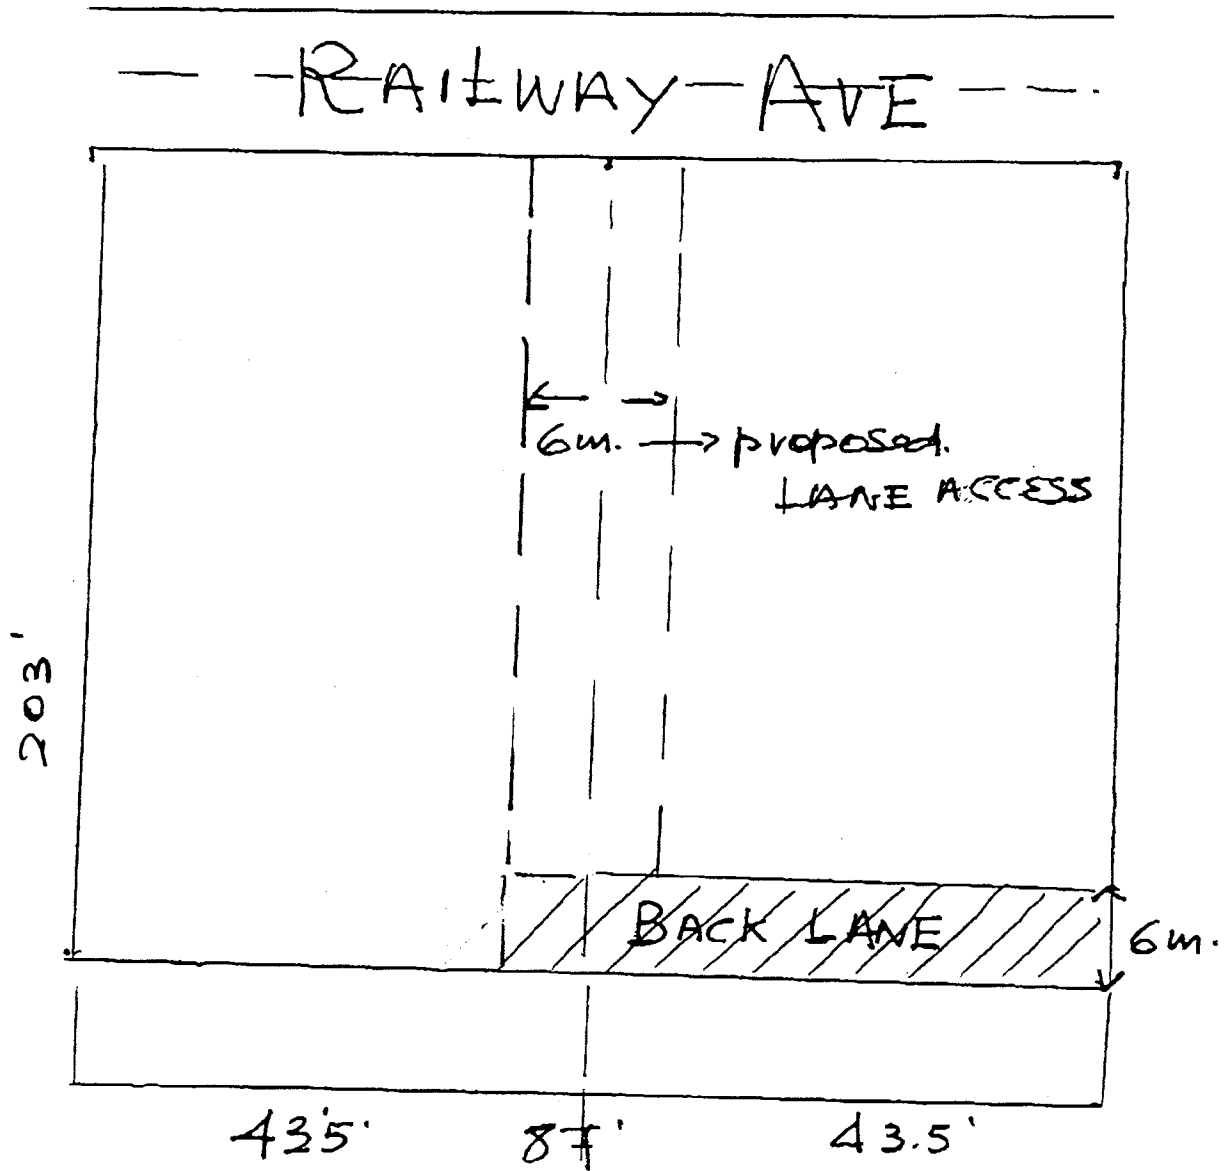 RAILWAY AVE
6m. → proposed.
LANE ACCESS
203'
BACK LANE
6m.
43.5' 87' 43.5'